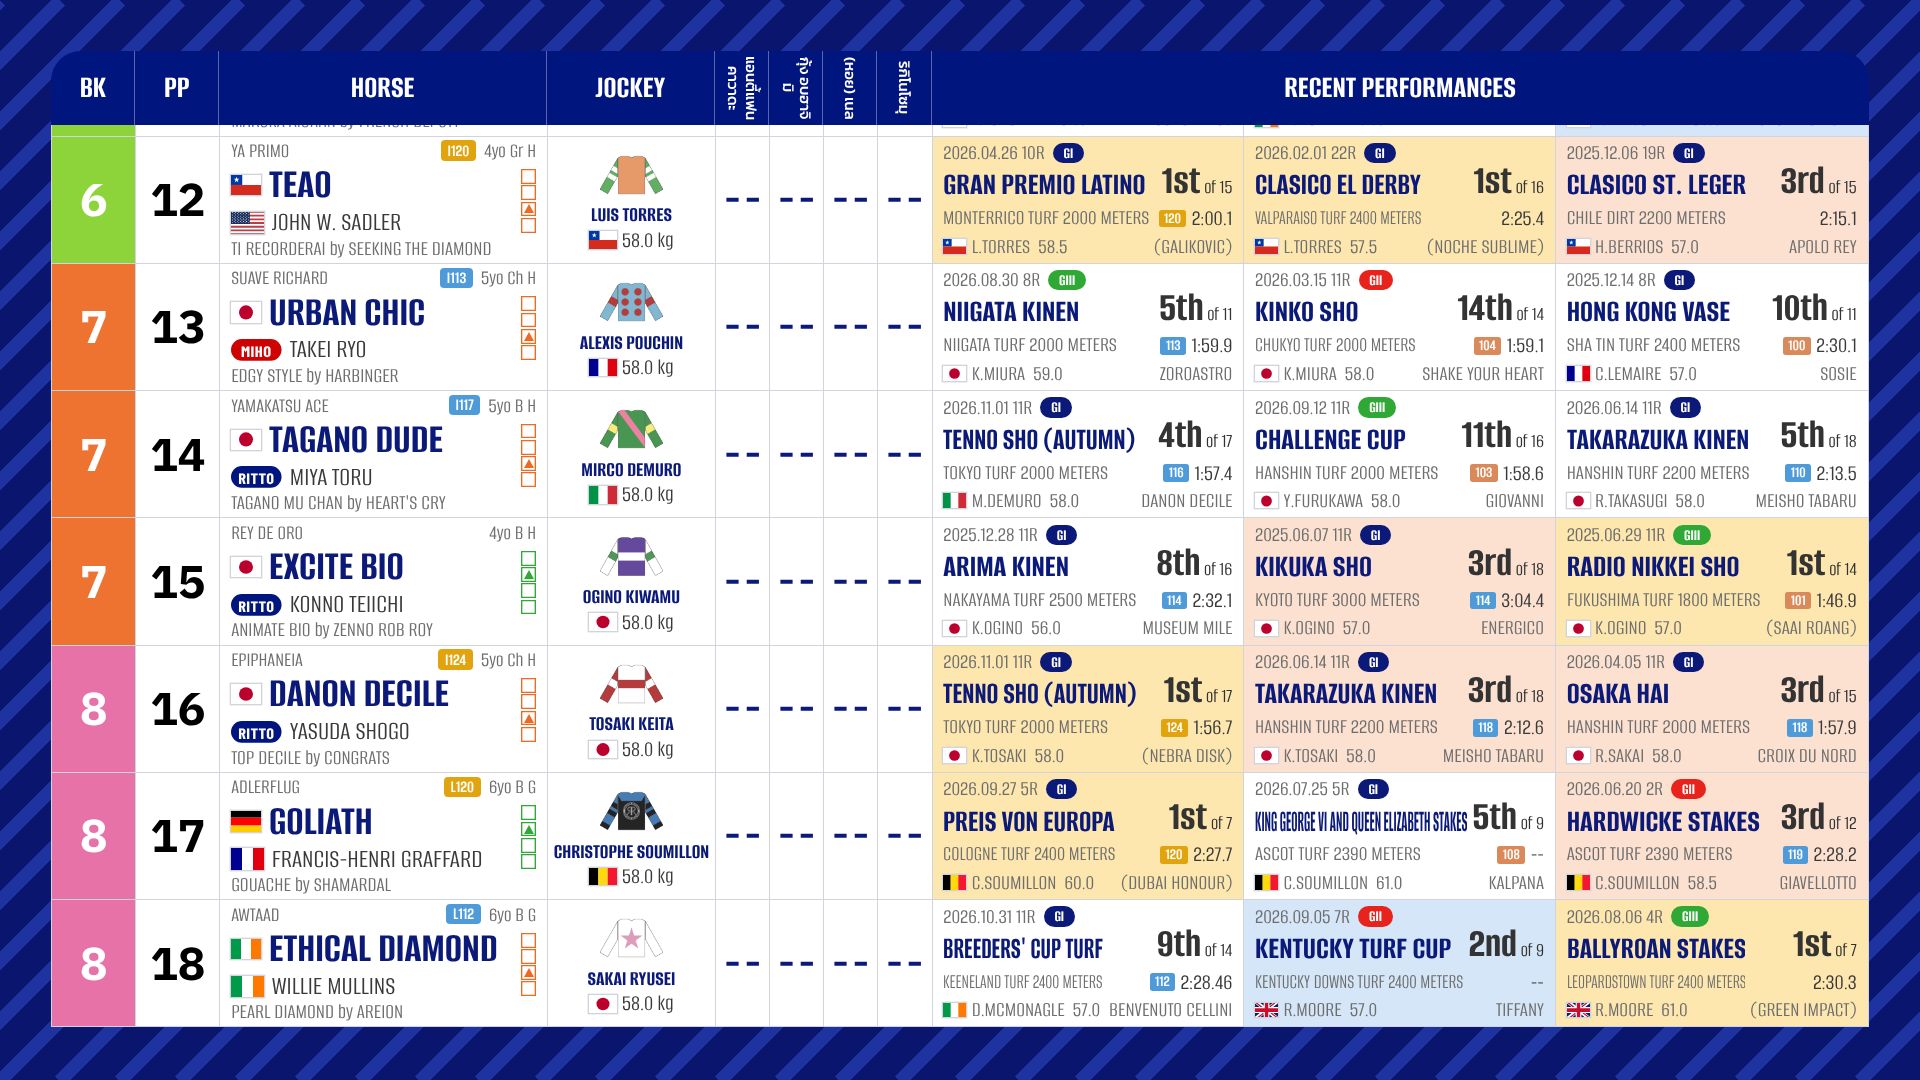 BK
PP
HORSE
JOCKEY
RECENT PERFORMANCES
6
12
YA PRIMO
I120
4yo Gr H
TEAO
JOHN W. SADLER
TI RECORDERAI by SEEKING THE DIAMOND
LUIS TORRES
58.0 kg
-- -- -- --
2026.04.26 10R GI
GRAN PREMIO LATINO 1st of 15
MONTERRICO TURF 2000 METERS 120 2:00.1
L.TORRES 58.5 (GALIKOVIC)
2026.02.01 22R GI
CLASICO EL DERBY 1st of 16
VALPARAISO TURF 2400 METERS 2:25.4
L.TORRES 57.5 (NOCHE SUBLIME)
2025.12.06 19R GI
CLASICO ST. LEGER 3rd of 15
CHILE DIRT 2200 METERS 2:15.1
H.BERRIOS 57.0 APOLO REY
7
13
SUAVE RICHARD
I113
5yo Ch H
URBAN CHIC
MIHO TAKEI RYO
EDGY STYLE by HARBINGER
ALEXIS POUCHIN
58.0 kg
-- -- -- --
2026.08.30 8R GIII
NIIGATA KINEN 5th of 11
NIIGATA TURF 2000 METERS 113 1:59.9
K.MIURA 59.0 ZOROASTRO
2026.03.15 11R GII
KINKO SHO 14th of 14
CHUKYO TURF 2000 METERS 104 1:59.1
K.MIURA 58.0 SHAKE YOUR HEART
2025.12.14 8R GI
HONG KONG VASE 10th of 11
SHA TIN TURF 2400 METERS 100 2:30.1
C.LEMAIRE 57.0 SOSIE
7
14
YAMAKATSU ACE
I117
5yo B H
TAGANO DUDE
RITTO MIYA TORU
TAGANO MU CHAN by HEART'S CRY
MIRCO DEMURO
58.0 kg
-- -- -- --
2026.11.01 11R GI
TENNO SHO (AUTUMN) 4th of 17
TOKYO TURF 2000 METERS 116 1:57.4
M.DEMURO 58.0 DANON DECILE
2026.09.12 11R GIII
CHALLENGE CUP 11th of 16
HANSHIN TURF 2000 METERS 103 1:58.6
Y.FURUKAWA 58.0 GIOVANNI
2026.06.14 11R GI
TAKARAZUKA KINEN 5th of 18
HANSHIN TURF 2200 METERS 110 2:13.5
R.TAKASUGI 58.0 MEISHO TABARU
7
15
REY DE ORO
4yo B H
EXCITE BIO
RITTO KONNO TEIICHI
ANIMATE BIO by ZENNO ROB ROY
OGINO KIWAMU
58.0 kg
-- -- -- --
2025.12.28 11R GI
ARIMA KINEN 8th of 16
NAKAYAMA TURF 2500 METERS 114 2:32.1
K.OGINO 56.0 MUSEUM MILE
2025.06.07 11R GI
KIKUKA SHO 3rd of 18
KYOTO TURF 3000 METERS 114 3:04.4
K.OGINO 57.0 ENERGICO
2025.06.29 11R GIII
RADIO NIKKEI SHO 1st of 14
FUKUSHIMA TURF 1800 METERS 101 1:46.9
K.OGINO 57.0 (SAAI ROANG)
8
16
EPIPHANEIA
I124
5yo Ch H
DANON DECILE
RITTO YASUDA SHOGO
TOP DECILE by CONGRATS
TOSAKI KEITA
58.0 kg
-- -- -- --
2026.11.01 11R GI
TENNO SHO (AUTUMN) 1st of 17
TOKYO TURF 2000 METERS 124 1:56.7
K.TOSAKI 58.0 (NEBRA DISK)
2026.06.14 11R GI
TAKARAZUKA KINEN 3rd of 18
HANSHIN TURF 2200 METERS 118 2:12.6
K.TOSAKI 58.0 MEISHO TABARU
2026.04.05 11R GI
OSAKA HAI 3rd of 15
HANSHIN TURF 2000 METERS 118 1:57.9
R.SAKAI 58.0 CROIX DU NORD
8
17
ADLERFLUG
L120
6yo B G
GOLIATH
FRANCIS-HENRI GRAFFARD
GOUACHE by SHAMARDAL
CHRISTOPHE SOUMILLON
58.0 kg
-- -- -- --
2026.09.27 5R GI
PREIS VON EUROPA 1st of 7
COLOGNE TURF 2400 METERS 120 2:27.7
C.SOUMILLON 60.0 (DUBAI HONOUR)
2026.07.25 5R GI
KING GEORGE VI AND QUEEN ELIZABETH STAKES 5th of 9
ASCOT TURF 2390 METERS 108 --
C.SOUMILLON 61.0 KALPANA
2026.06.20 2R GII
HARDWICKE STAKES 3rd of 12
ASCOT TURF 2390 METERS 119 2:28.2
C.SOUMILLON 58.5 GIAVELLOTTO
8
18
AWTAAD
L112
6yo B G
ETHICAL DIAMOND
WILLIE MULLINS
PEARL DIAMOND by AREION
SAKAI RYUSEI
58.0 kg
-- -- -- --
2026.10.31 11R GI
BREEDERS' CUP TURF 9th of 14
KEENELAND TURF 2400 METERS 112 2:28.46
D.MCMONAGLE 57.0 BENVENUTO CELLINI
2026.09.05 7R GII
KENTUCKY TURF CUP 2nd of 9
KENTUCKY DOWNS TURF 2400 METERS --
R.MOORE 57.0 TIFFANY
2026.08.06 4R GIII
BALLYROAN STAKES 1st of 7
LEOPARDSTOWN TURF 2400 METERS 2:30.3
R.MOORE 61.0 (GREEN IMPACT)